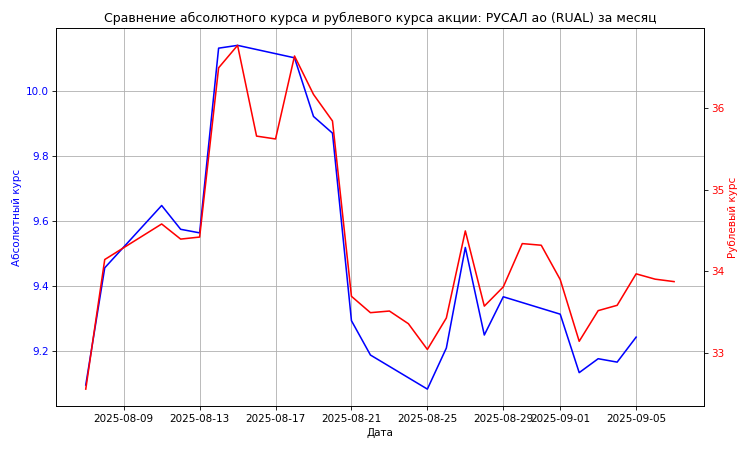 Сравнение абсолютного курса и рублевого курса акции: РУСАЛ ао (RUAL) за месяц
Абсолютный курс
10.0
9.8
9.6
9.4
9.2
36
35
34
33
Рублевый курс
2025-08-09 2025-08-13 2025-08-17 2025-08-21 2025-08-25 2025-08-29 2025-09-01 2025-09-05
Дата